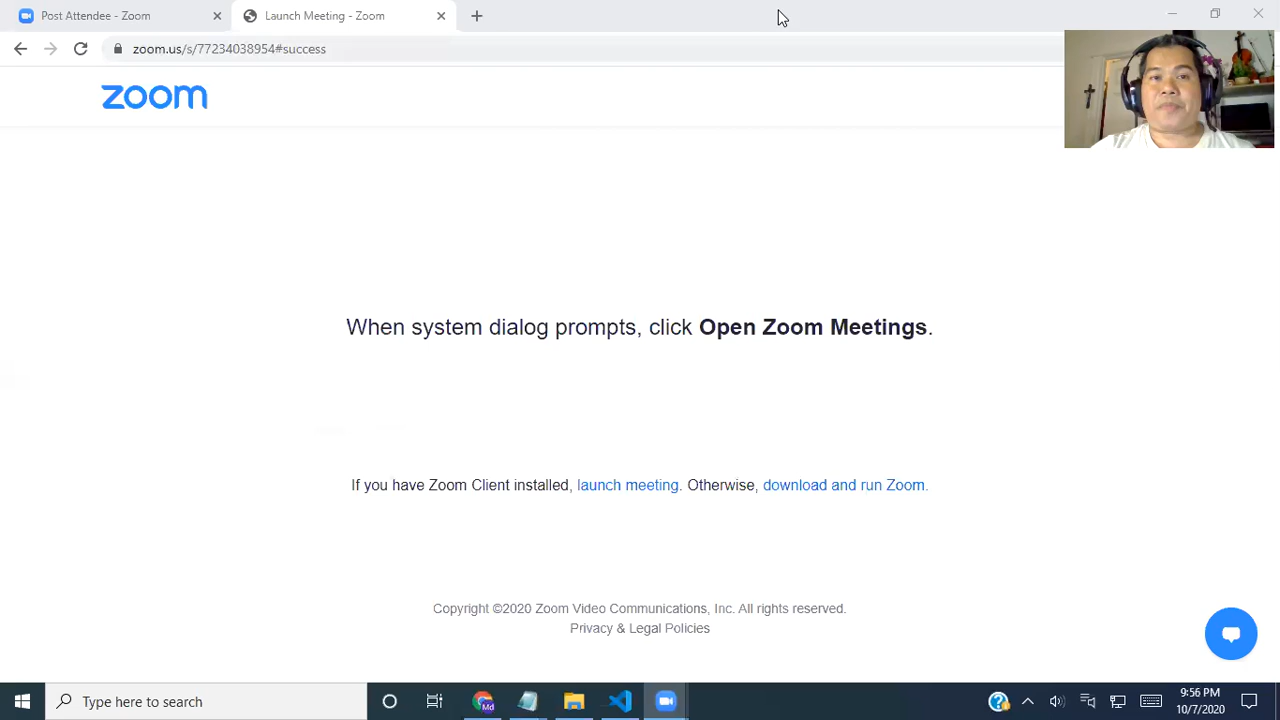 Post Attendee - Zoom
Launch Meeting - Zoom
zoom.us/s/77234038954#success
zoom
When system dialog prompts, click Open Zoom Meetings.
If you have Zoom Client installed, launch meeting. Otherwise, download and run Zoom.
Copyright ©2020 Zoom Video Communications, Inc. All rights reserved.
Privacy & Legal Policies
Type here to search
Md
9:56 PM
10/7/2020